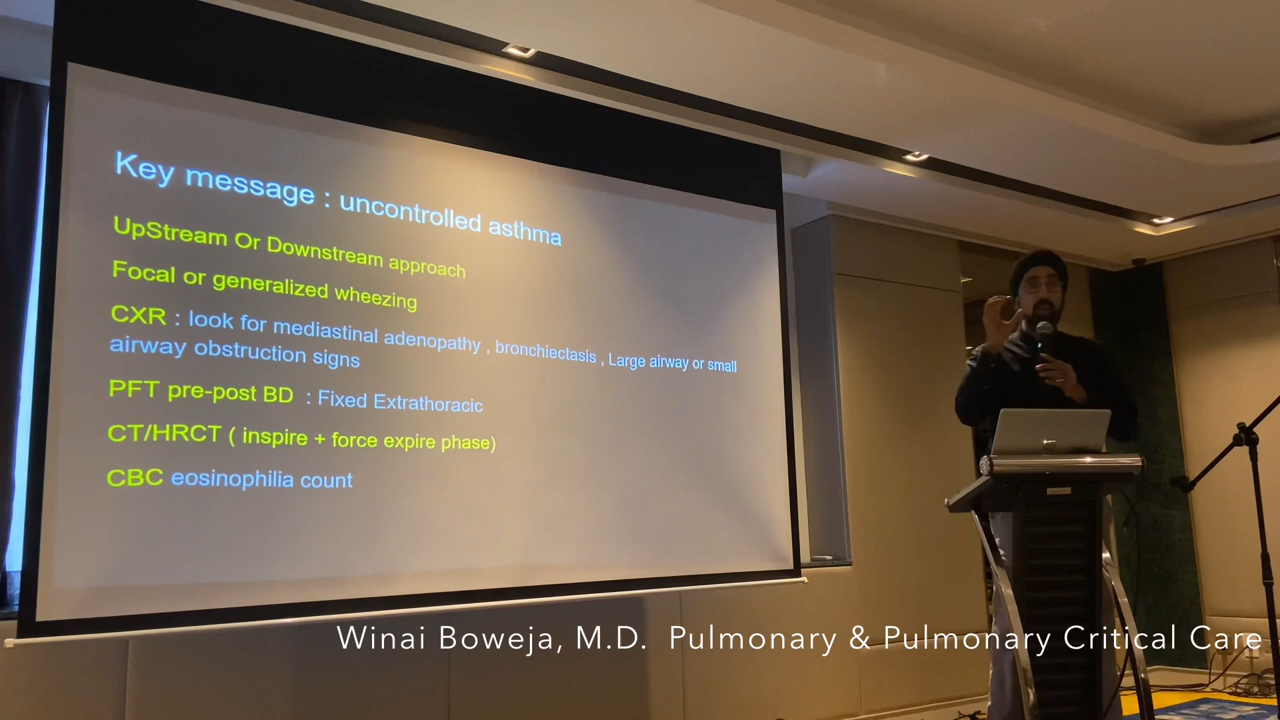 Key message : uncontrolled asthma
UpStream Or Downstream approach
Focal or generalized wheezing
CXR : look for mediastinal adenopathy , bronchiectasis , Large airway or small
airway obstruction signs
PFT pre-post BD : Fixed Extrathoracic
CT/HRCT ( inspire + force expire phase)
CBC eosinophilia count
Winai Boweja, M.D. Pulmonary & Pulmonary Critical Care